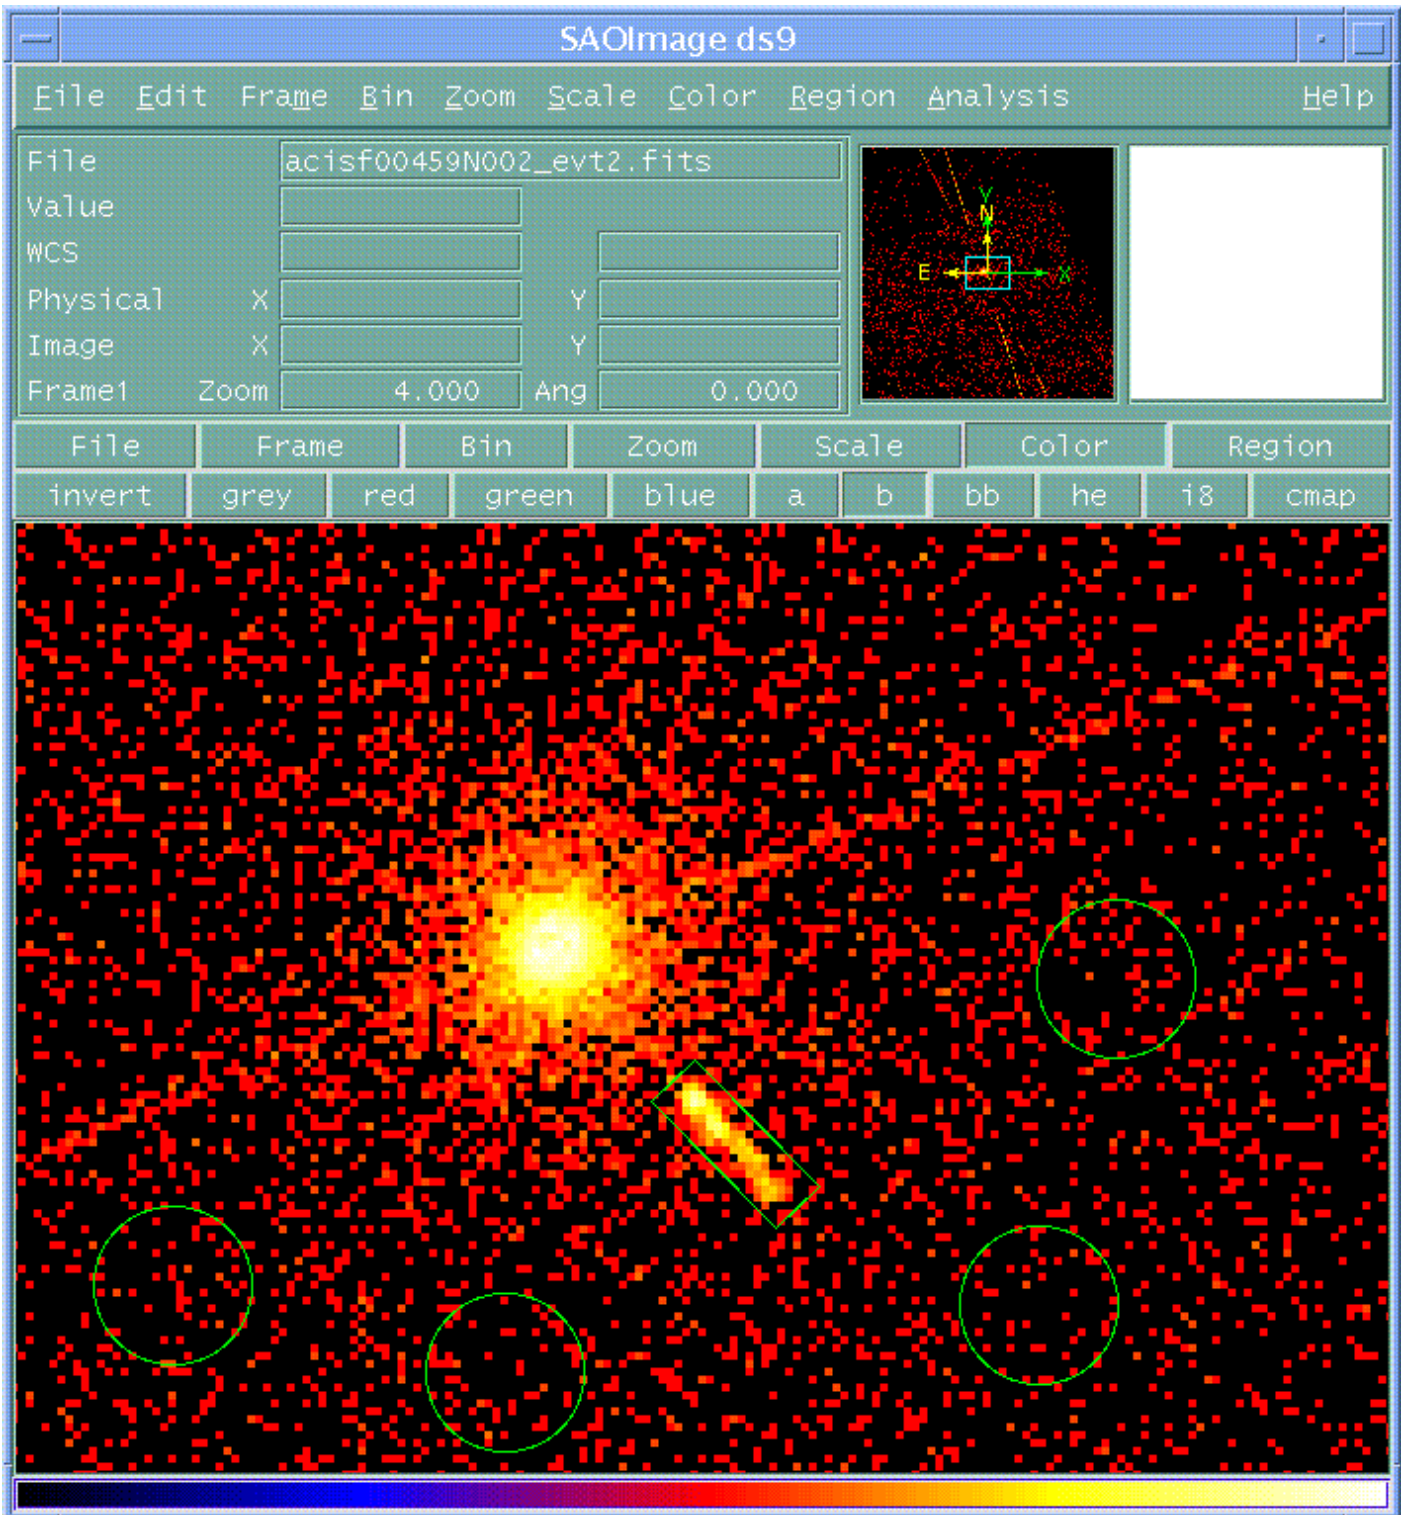 SAOImage ds9
File Edit Frame Bin Zoom Scale Color Region Analysis Help
File acisf00459N002_evt2.fits
Value
WCS
Physical X Y
Image X Y
Frame1 Zoom 4.000 Ang 0.000
Y
N
E X
File Frame Bin Zoom Scale Color Region
invert grey red green blue a b bb he i8 cmap